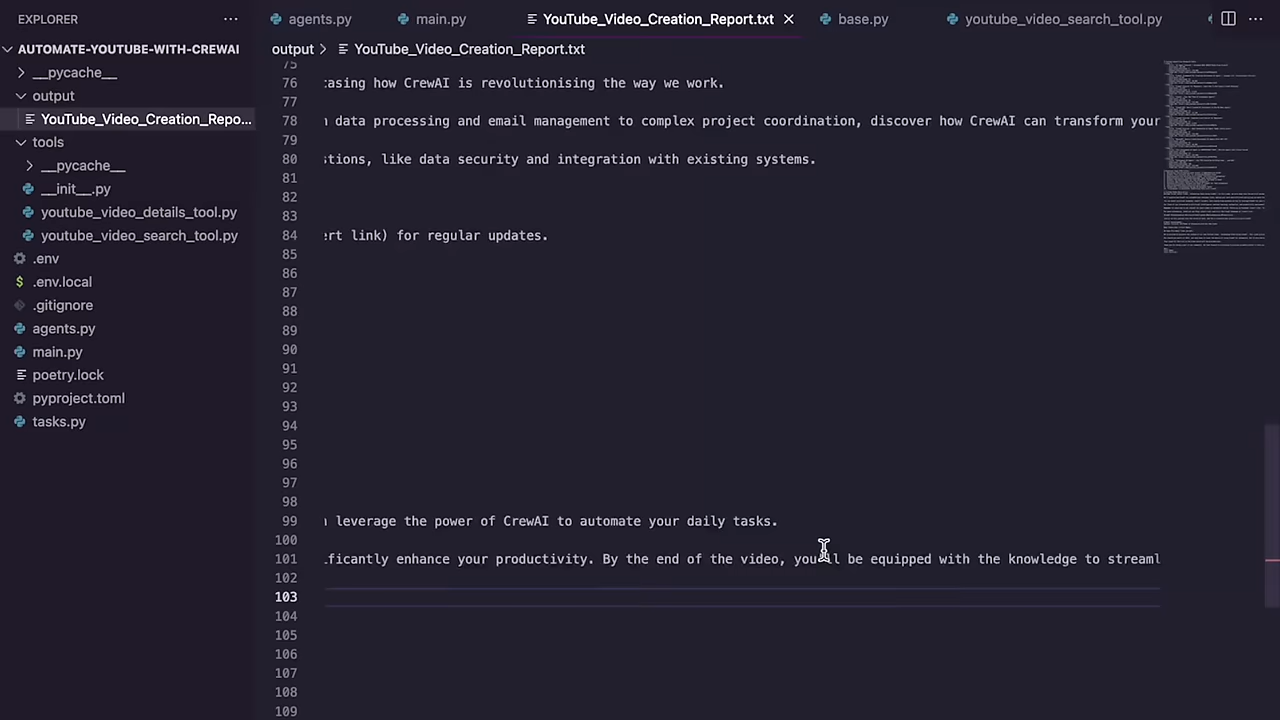 EXPLORER
agents.py
main.py
YouTube_Video_Creation_Report.txt
base.py
youtube_video_search_tool.py
AUTOMATE-YOUTUBE-WITH-CREWAI
output > YouTube_Video_Creation_Report.txt
__pycache__
output
YouTube_Video_Creation_Repo...
tools
__pycache__
__init__.py
youtube_video_details_tool.py
youtube_video_search_tool.py
.env
.env.local
.gitignore
agents.py
main.py
poetry.lock
pyproject.toml
tasks.py
75
76 asing how CrewAI is revolutionising the way we work.
77
78 data processing and management to complex project coordination, discover how CrewAI can transform your
79
80 tions, like data security and integration with existing systems.
81
82
83
84 ert link) for regul
85
86
87
88
89
90
91
92
93
94
95
96
97
98
99 leverage the power of CrewAI to automate your daily tasks.
100
101 ficantly enhance your productivity. By the end of the video, you'll be equipped with the knowledge to streaml
102
103
104
105
106
107
108
109